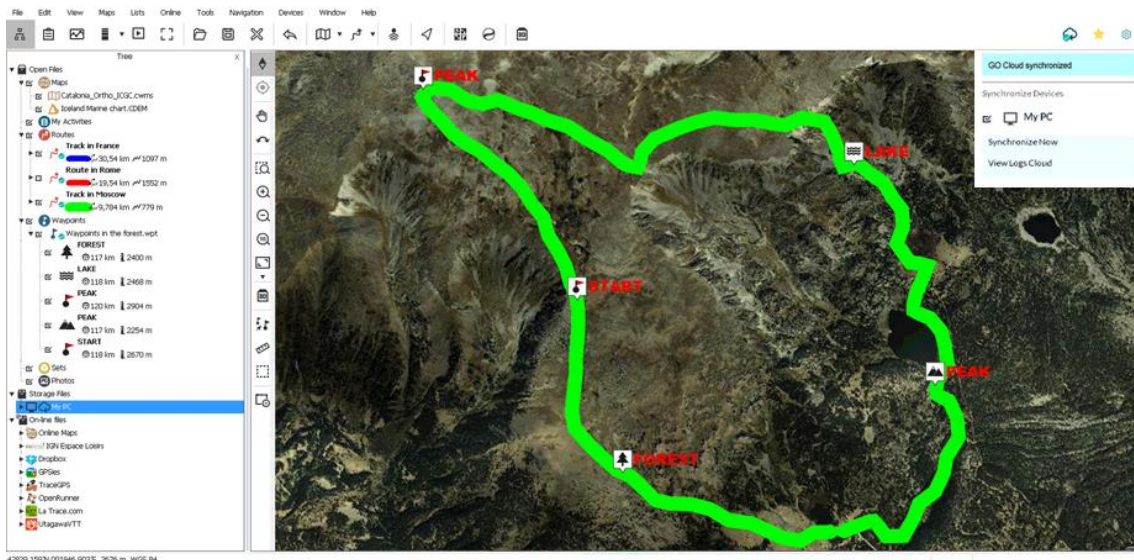 File Edit View Maps Lists Online Tools Navigation Devices Window Help
Tree X
Open Files
Maps
Catalonia_Ortho_ICGC.cwms
Iceland Marine chart.CDEM
My Activities
Routes
Track in France
30,54 km 1097 m
Route in Rome
19,54 km 1552 m
Track in Moscow
9,784 km 779 m
Waypoints
Waypoints in the forest.wpt
FOREST
117 km 2400 m
LAKE
118 km 2468 m
PEAK
120 km 2904 m
PEAK
117 km 2254 m
START
118 km 2670 m
Sets
Photos
Storage Files
My PC
On-line files
Online Maps
IGN Espace Loisirs
Dropbox
GPSies
TraceGPS
OpenRunner
La Trace.com
UtagawaVTT
3D
PEAK
LAKE
START
PEAK
FOREST
GO Cloud synchronized
Synchronize Devices
My PC
Synchronize Now
View Logs Cloud